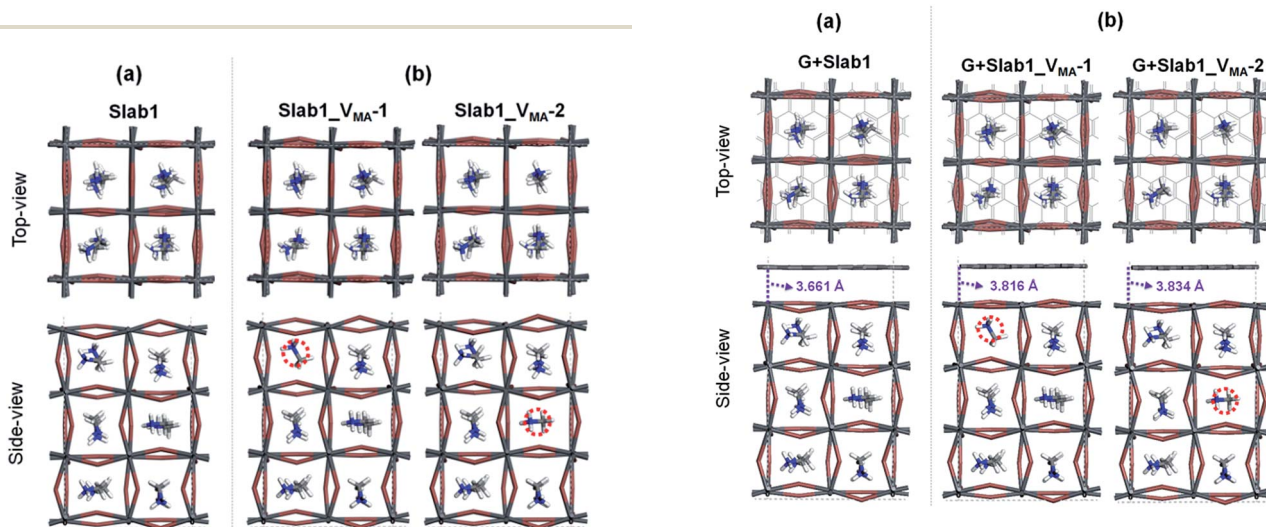 (a)
(b)
Slab1
Slab1_VMA-1
Slab1_VMA-2
Top-view
Side-view
(a)
(b)
G+Slab1
G+Slab1_VMA-1
G+Slab1_VMA-2
Top-view
3.661 Å
3.816 Å
3.834 Å
Side-view